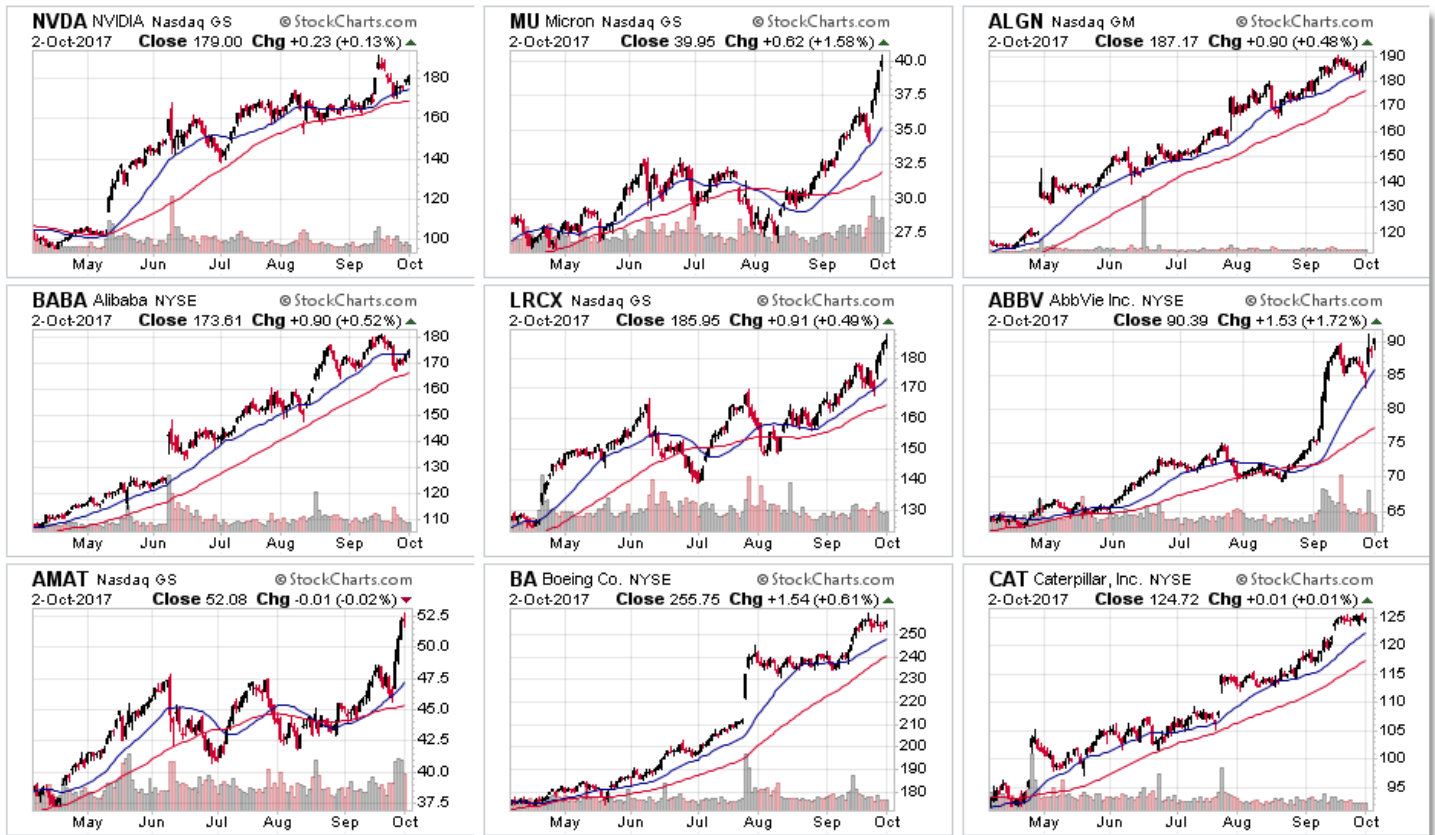 NVDA NVIDIA Nasdaq GS © StockCharts.com
2-Oct-2017 Close 179.00 Chg +0.23 (+0.13%)
180
160
140
120
100
May Jun Jul Aug Sep Oct
MU Micron Nasdaq GS © StockCharts.com
2-Oct-2017 Close 39.95 Chg +0.62 (+1.58%)
40.0
37.5
35.0
32.5
30.0
27.5
May Jun Jul Aug Sep Oct
ALGN Nasdaq GM © StockCharts.com
2-Oct-2017 Close 187.17 Chg +0.90 (+0.48%)
190
180
170
160
150
140
130
120
May Jun Jul Aug Sep Oct
BABA Alibaba NYSE © StockCharts.com
2-Oct-2017 Close 173.61 Chg +0.90 (+0.52%)
180
170
160
150
140
130
120
110
May Jun Jul Aug Sep Oct
LRCX Nasdaq GS © StockCharts.com
2-Oct-2017 Close 185.95 Chg +0.91 (+0.49%)
180
170
160
150
140
130
May Jun Jul Aug Sep Oct
ABBV AbbVie Inc. NYSE © StockCharts.com
2-Oct-2017 Close 90.39 Chg +1.53 (+1.72%)
90
85
80
75
70
65
May Jun Jul Aug Sep Oct
AMAT Nasdaq GS © StockCharts.com
2-Oct-2017 Close 52.08 Chg -0.01 (-0.02%)
52.5
50.0
47.5
45.0
42.5
40.0
37.5
May Jun Jul Aug Sep Oct
BA Boeing Co. NYSE © StockCharts.com
2-Oct-2017 Close 255.75 Chg +1.54 (+0.61%)
250
240
230
220
210
200
190
180
May Jun Jul Aug Sep Oct
CAT Caterpillar, Inc. NYSE © StockCharts.com
2-Oct-2017 Close 124.72 Chg +0.01 (+0.01%)
125
120
115
110
105
100
95
May Jun Jul Aug Sep Oct